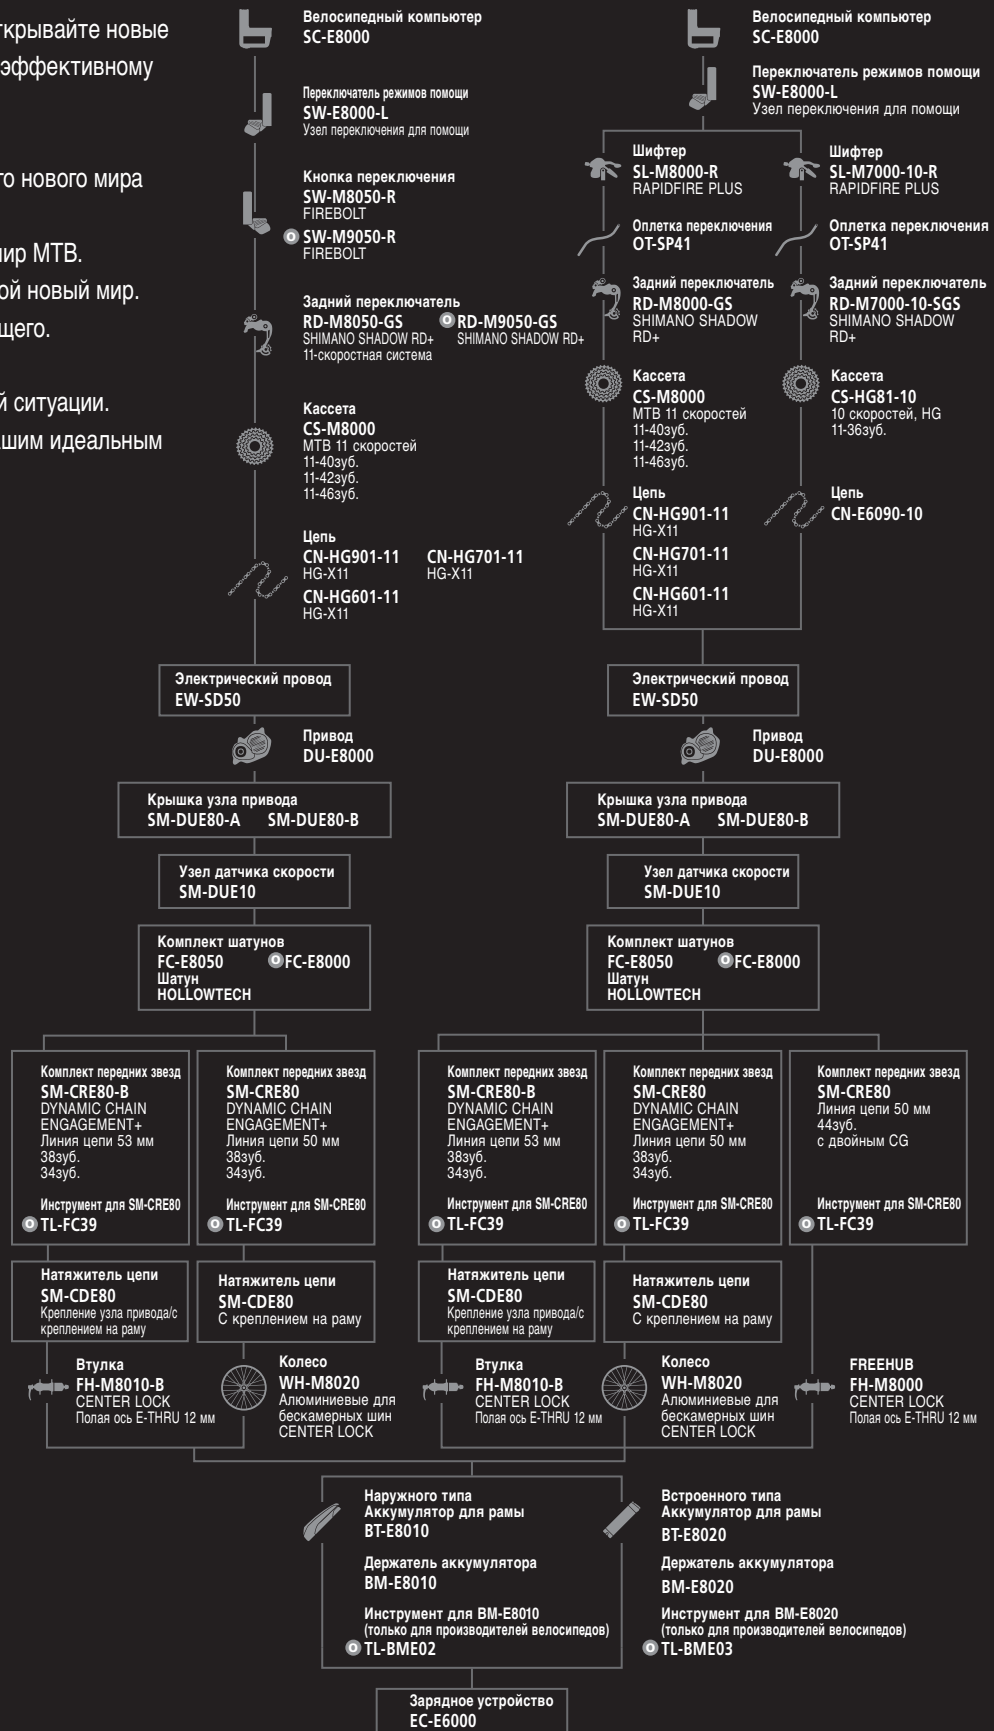 ткрывайте новые
эффективному
го нового мира
мир МТВ.
ой новый мир.
щего.
й ситуации.
ашим идеальным
Велосипедный компьютер
SC-E8000
Переключатель режимов помощи
SW-E8000-L
Узел переключения для помощи
Кнопка переключения
SW-M8050-R
FIREBOLT
O SW-M9050-R
FIREBOLT
Задний переключатель
RD-M8050-GS O RD-M9050-GS
SHIMANO SHADOW RD+ SHIMANO SHADOW RD+
11-скоростная система
Кассета
CS-M8000
МТВ 11 скоростей
11-40зуб.
11-42зуб.
11-46зуб.
Цепь
CN-HG901-11 CN-HG701-11
HG-X11 HG-X11
CN-HG601-11
HG-X11
Электрический провод
EW-SD50
Привод
DU-E8000
Крышка узла привода
SM-DUE80-A SM-DUE80-B
Узел датчика скорости
SM-DUE10
Комплект шатунов
FC-E8050 O FC-E8000
Шатун
HOLLOWTECH
Комплект передних звезд
SM-CRE80-B
DYNAMIC CHAIN
ENGAGEMENT+
Линия цепи 53 мм
38зуб.
34зуб.
Инструмент для SM-CRE80
O TL-FC39
Комплект передних звезд
SM-CRE80
DYNAMIC CHAIN
ENGAGEMENT+
Линия цепи 50 мм
38зуб.
34зуб.
Инструмент для SM-CRE80
O TL-FC39
Натяжитель цепи
SM-CDE80
Крепление узла привода/с
креплением на раму
Натяжитель цепи
SM-CDE80
С креплением на раму
Втулка
FH-M8010-B
CENTER LOCK
Полая ось E-THRU 12 мм
Колесо
WH-M8020
Алюминиевые для
бескамерных шин
CENTER LOCK
Велосипедный компьютер
SC-E8000
Переключатель режимов помощи
SW-E8000-L
Узел переключения для помощи
Шифтер
SL-M8000-R
RAPIDFIRE PLUS
Оплетка переключения
OT-SP41
Задний переключатель
RD-M8000-GS
SHIMANO SHADOW
RD+
Кассета
CS-M8000
МТВ 11 скоростей
11-40зуб.
11-42зуб.
11-46зуб.
Цепь
CN-HG901-11
HG-X11
CN-HG701-11
HG-X11
CN-HG601-11
HG-X11
Шифтер
SL-M7000-10-R
RAPIDFIRE PLUS
Оплетка переключения
OT-SP41
Задний переключатель
RD-M7000-10-SGS
SHIMANO SHADOW
RD+
Кассета
CS-HG81-10
10 скоростей, HG
11-36зуб.
Цепь
CN-E6090-10
Электрический провод
EW-SD50
Привод
DU-E8000
Крышка узла привода
SM-DUE80-A SM-DUE80-B
Узел датчика скорости
SM-DUE10
Комплект шатунов
FC-E8050 O FC-E8000
Шатун
HOLLOWTECH
Комплект передних звезд
SM-CRE80-B
DYNAMIC CHAIN
ENGAGEMENT+
Линия цепи 53 мм
38зуб.
34зуб.
Инструмент для SM-CRE80
O TL-FC39
Комплект передних звезд
SM-CRE80
DYNAMIC CHAIN
ENGAGEMENT+
Линия цепи 50 мм
38зуб.
34зуб.
Инструмент для SM-CRE80
O TL-FC39
Комплект передних звезд
SM-CRE80
Линия цепи 50 мм
44зуб.
с двойным CG
Инструмент для SM-CRE80
O TL-FC39
Натяжитель цепи
SM-CDE80
Крепление узла привода/с
креплением на раму
Натяжитель цепи
SM-CDE80
С креплением на раму
Втулка
FH-M8010-B
CENTER LOCK
Полая ось E-THRU 12 мм
Колесо
WH-M8020
Алюминиевые для
бескамерных шин
CENTER LOCK
FREEHUB
FH-M8000
CENTER LOCK
Полая ось E-THRU 12 мм
Наружного типа
Аккумулятор для рамы
BT-E8010
Держатель аккумулятора
BM-E8010
Инструмент для BM-E8010
(только для производителей велосипедов)
O TL-BME02
Встроенного типа
Аккумулятор для рамы
BT-E8020
Держатель аккумулятора
BM-E8020
Инструмент для BM-E8020
(только для производителей велосипедов)
O TL-BME03
Зарядное устройство
EC-E6000